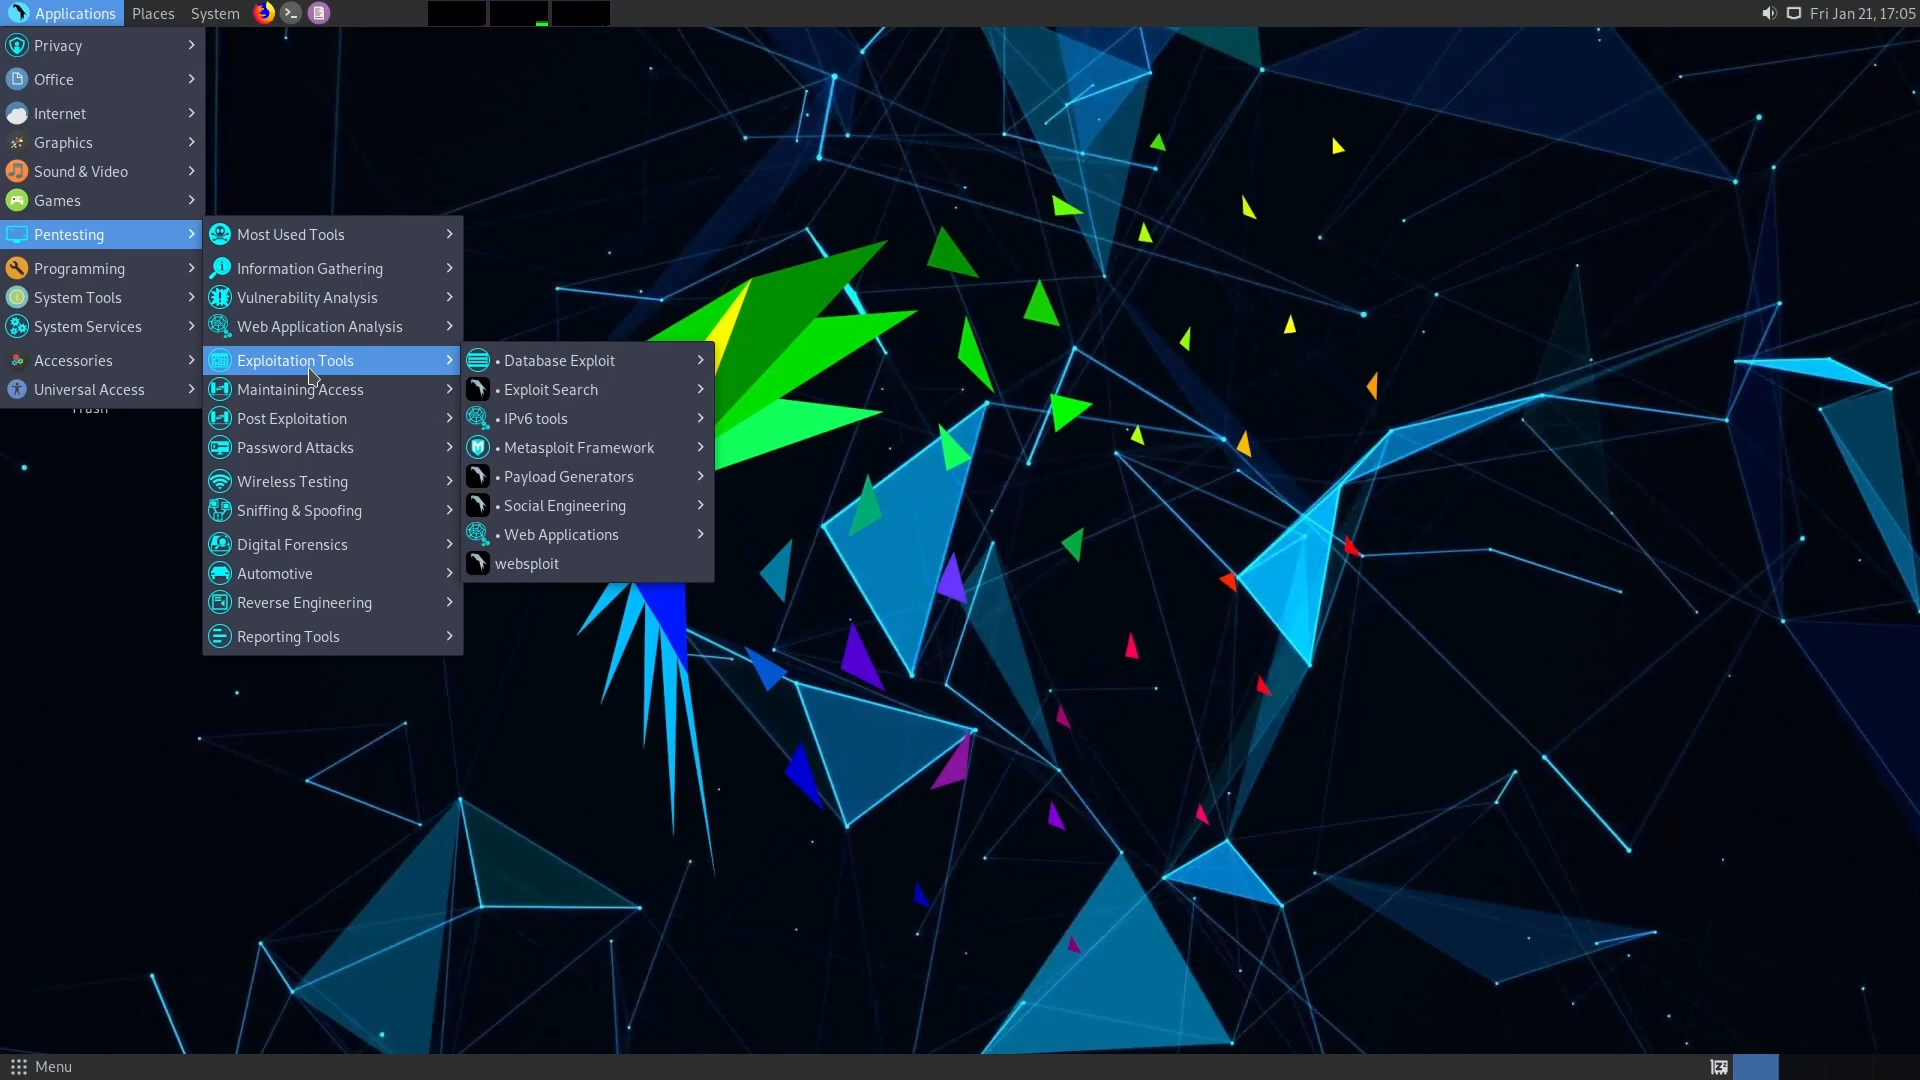 Applications Places System Fri Jan 21, 17:05
Privacy
Office
Internet
Graphics
Sound & Video
Games
Pentesting
Programming
System Tools
System Services
Accessories
Universal Access
Trash
Most Used Tools
Information Gathering
Vulnerability Analysis
Web Application Analysis
Exploitation Tools
Maintaining Access
Post Exploitation
Password Attacks
Wireless Testing
Sniffing & Spoofing
Digital Forensics
Automotive
Reverse Engineering
Reporting Tools
• Database Exploit
• Exploit Search
• IPv6 tools
• Metasploit Framework
• Payload Generators
• Social Engineering
• Web Applications
websploit
Menu